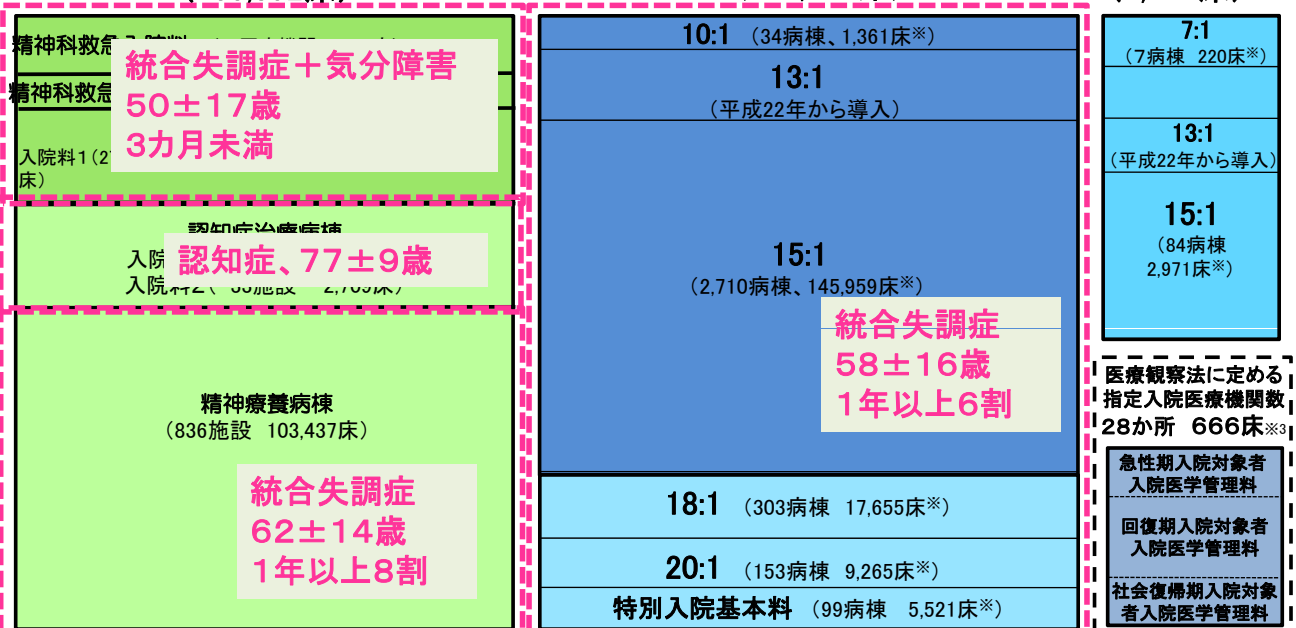 精神科救急
統合失調症＋気分障害
50±17歳
3カ月未満
精神科救急
入院料1（2
床）
認知症、77±9歳
入院
精神療養病棟
（836施設　103,437床）
統合失調症
62±14歳
1年以上8割
10:1（34病棟、1,361床※）
13:1
（平成22年から導入）
15:1
（2,710病棟、145,959床※）
統合失調症
58±16歳
1年以上6割
18:1（303病棟　17,655床※）
20:1（153病棟　9,265床※）
特別入院基本料（99病棟　5,521床※）
7:1
（7病棟 220床※）
13:1
（平成22年から導入）
15:1
（84病棟
2,971床※）
医療観察法に定める
指定入院医療機関数
28か所　666床※3
急性期入院対象者
入院医学管理料
回復期入院対象者
入院医学管理料
社会復帰期入院対象
者入院医学管理料